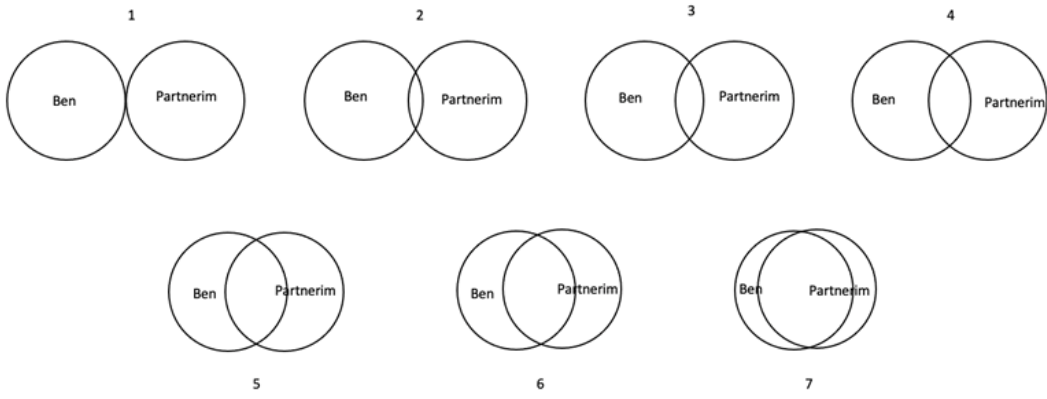 1 2 3 4
Ben Partnerim Ben Partnerim Ben Partnerim Ben Partnerim
Ben Partnerim Ben Partnerim Ben Partnerim
5 6 7